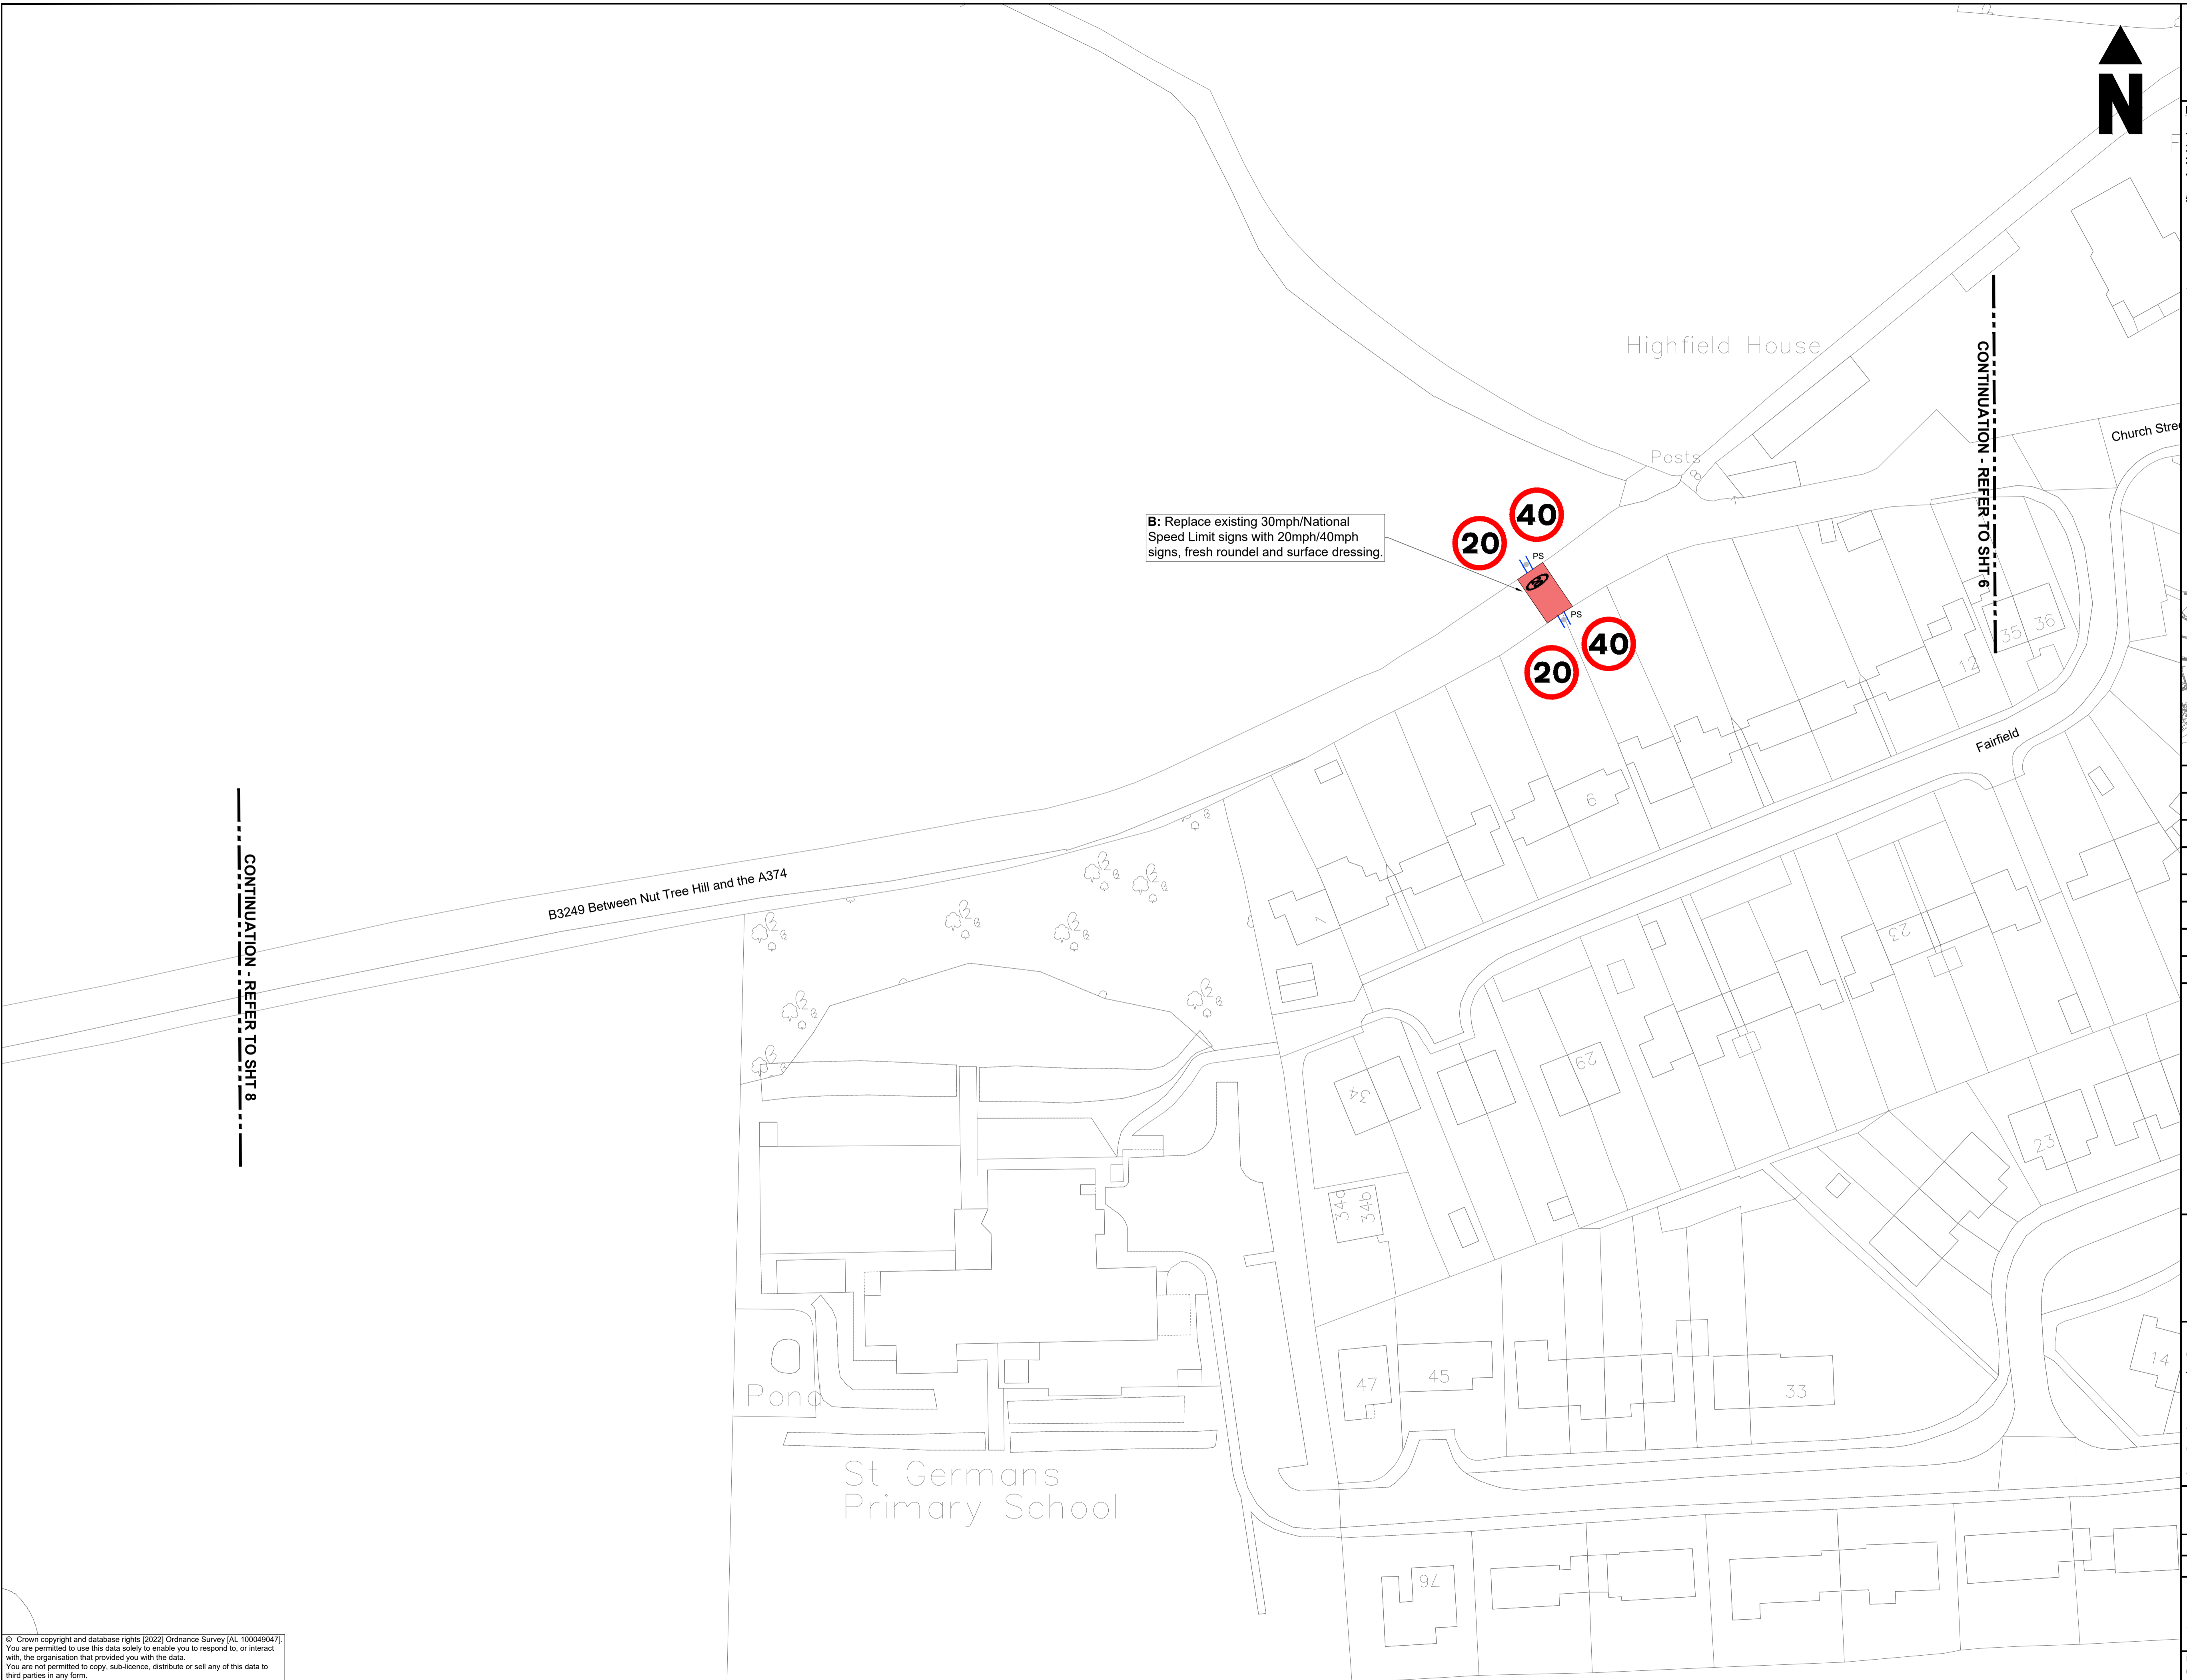 N
Highfield House
CONTINUATION - REFER TO SHT 6
Church Stre
Posts
B: Replace existing 30mph/National
Speed Limit signs with 20mph/40mph
signs, fresh roundel and surface dressing.
40
20
PS
PS
40
20
35
36
12
Fairfield
6
1
B3249 Between Nut Tree Hill and the A374
CONTINUATION - REFER TO SHT 8
23
29
34
23
34a
34b
47
45
33
14
Pond
St Germans
Primary School
76
© Crown copyright and database rights [2022] Ordnance Survey [AL 100049047].
You are permitted to use this data solely to enable you to respond to, or interact
with, the organisation that provided you with the data.
You are not permitted to copy, sub-licence, distribute or sell any of this data to
third parties in any form.